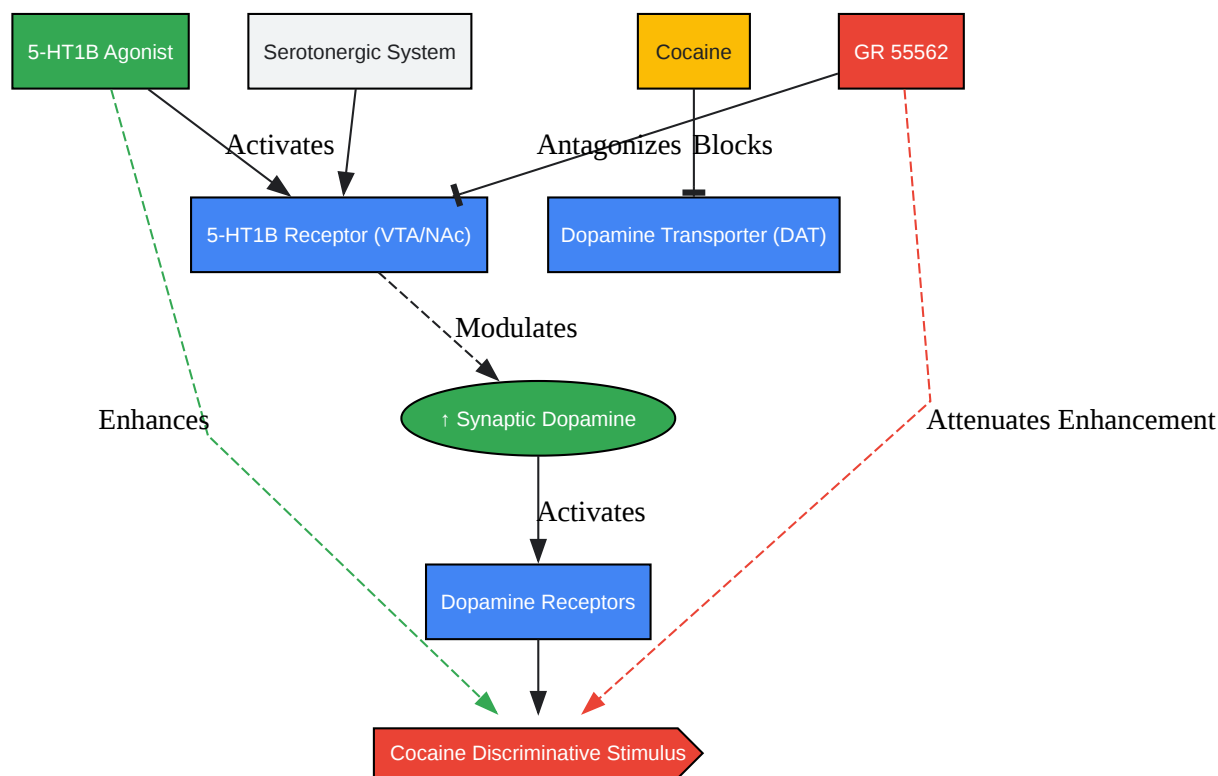 5-HT1B Agonist
Serotonergic System
Cocaine
GR 55562
Activates
Antagonizes
Blocks
5-HT1B Receptor (VTA/NAc)
Dopamine Transporter (DAT)
Modulates
↑ Synaptic Dopamine
Enhances
Attenuates Enhancement
Activates
Dopamine Receptors
Cocaine Discriminative Stimulus